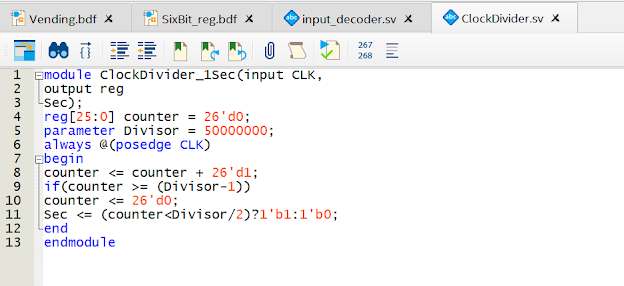 Vending.bdf SixBit_reg.bdf input_decoder.sv ClockDivider.sv
267
268
1 module ClockDivider_1Sec(input CLK,
2 output reg
3 Sec);
4 reg[25:0] counter = 26'd0;
5 parameter Divisor = 50000000;
6 always @(posedge CLK)
7 begin
8 counter <= counter + 26'd1;
9 if(counter >= (Divisor-1))
10 counter <= 26'd0;
11 Sec <= (counter<Divisor/2)?1'b1:1'b0;
12 end
13 endmodule